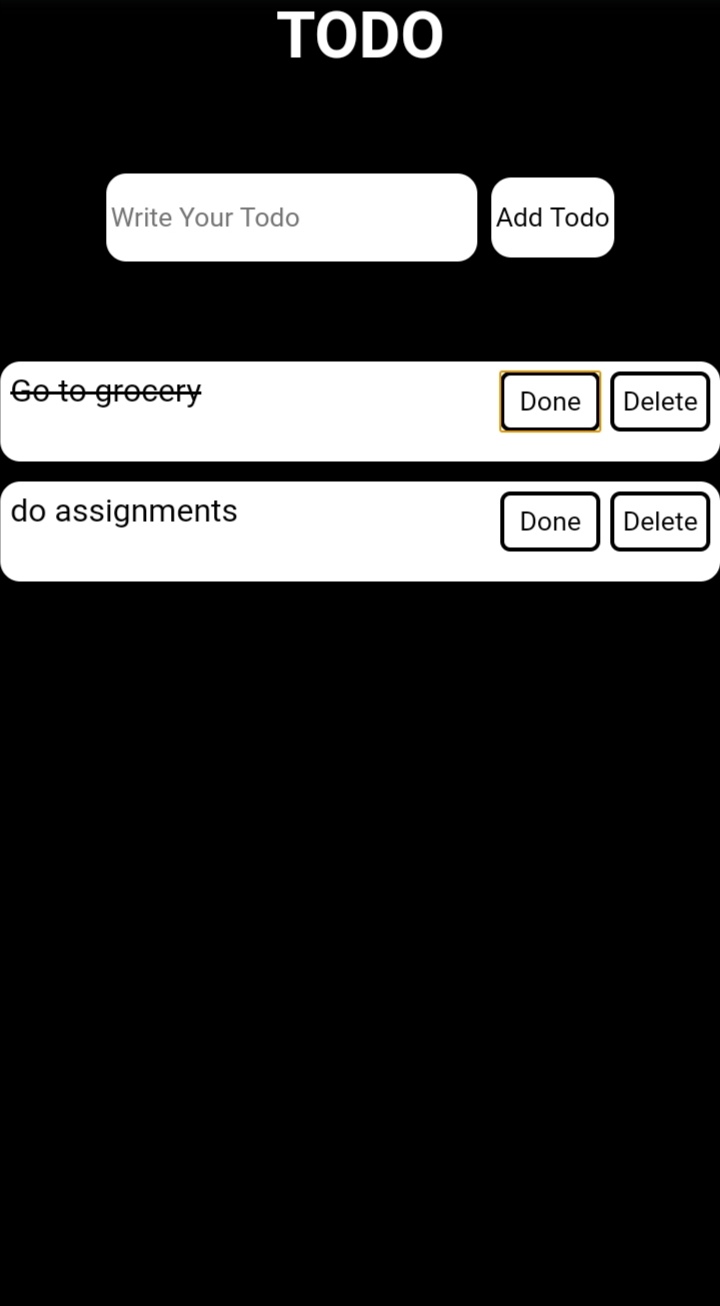 TODO
Write Your Todo
Add Todo
Go to grocery
Done
Delete
do assignments
Done
Delete